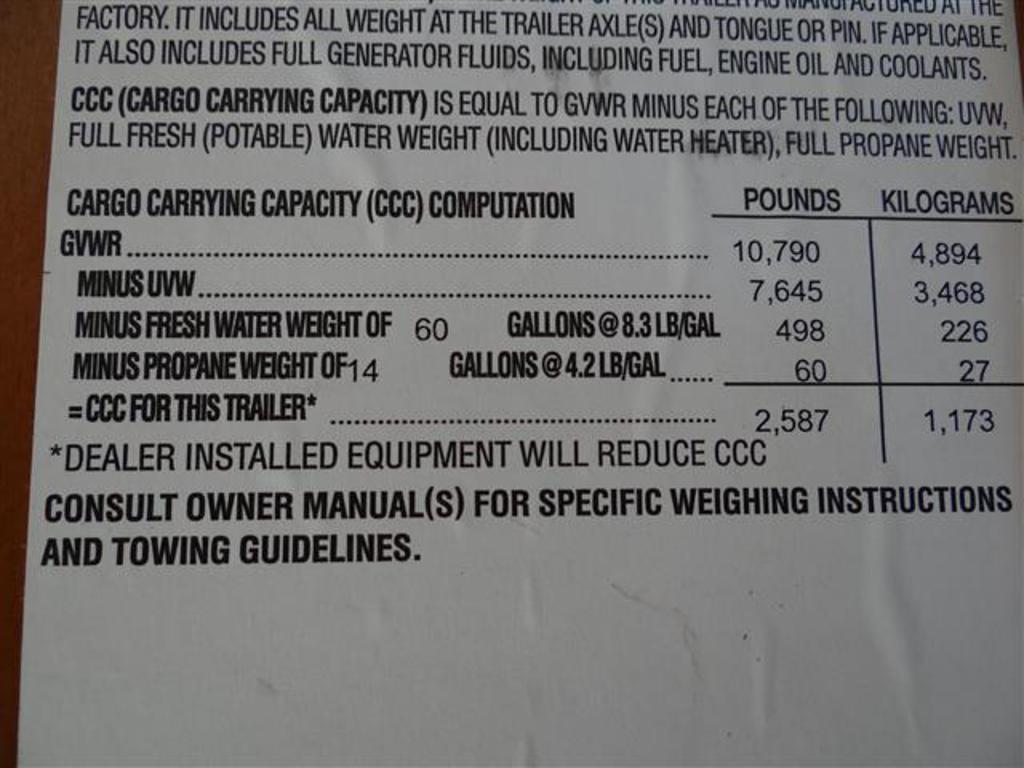 FACTORY. IT INCLUDES ALL WEIGHT AT THE TRAILER AXLE(S) AND TONGUE OR PIN. IF APPLICABLE,
IT ALSO INCLUDES FULL GENERATOR FLUIDS, INCLUDING FUEL, ENGINE OIL AND COOLANTS.
CCC (CARGO CARRYING CAPACITY) IS EQUAL TO GVWR MINUS EACH OF THE FOLLOWING: UVW,
FULL FRESH (POTABLE) WATER WEIGHT (INCLUDING WATER HEATER), FULL PROPANE WEIGHT.
CARGO CARRYING CAPACITY (CCC) COMPUTATION POUNDS KILOGRAMS
GVWR 10,790 4,894
MINUS UVW 7,645 3,468
MINUS FRESH WATER WEIGHT OF 60 GALLONS @ 8.3 LB/GAL 498 226
MINUS PROPANE WEIGHT OF 14 GALLONS @ 4.2 LB/GAL 60 27
= CCC FOR THIS TRAILER* 2,587 1,173
*DEALER INSTALLED EQUIPMENT WILL REDUCE CCC
CONSULT OWNER MANUAL(S) FOR SPECIFIC WEIGHING INSTRUCTIONS
AND TOWING GUIDELINES.